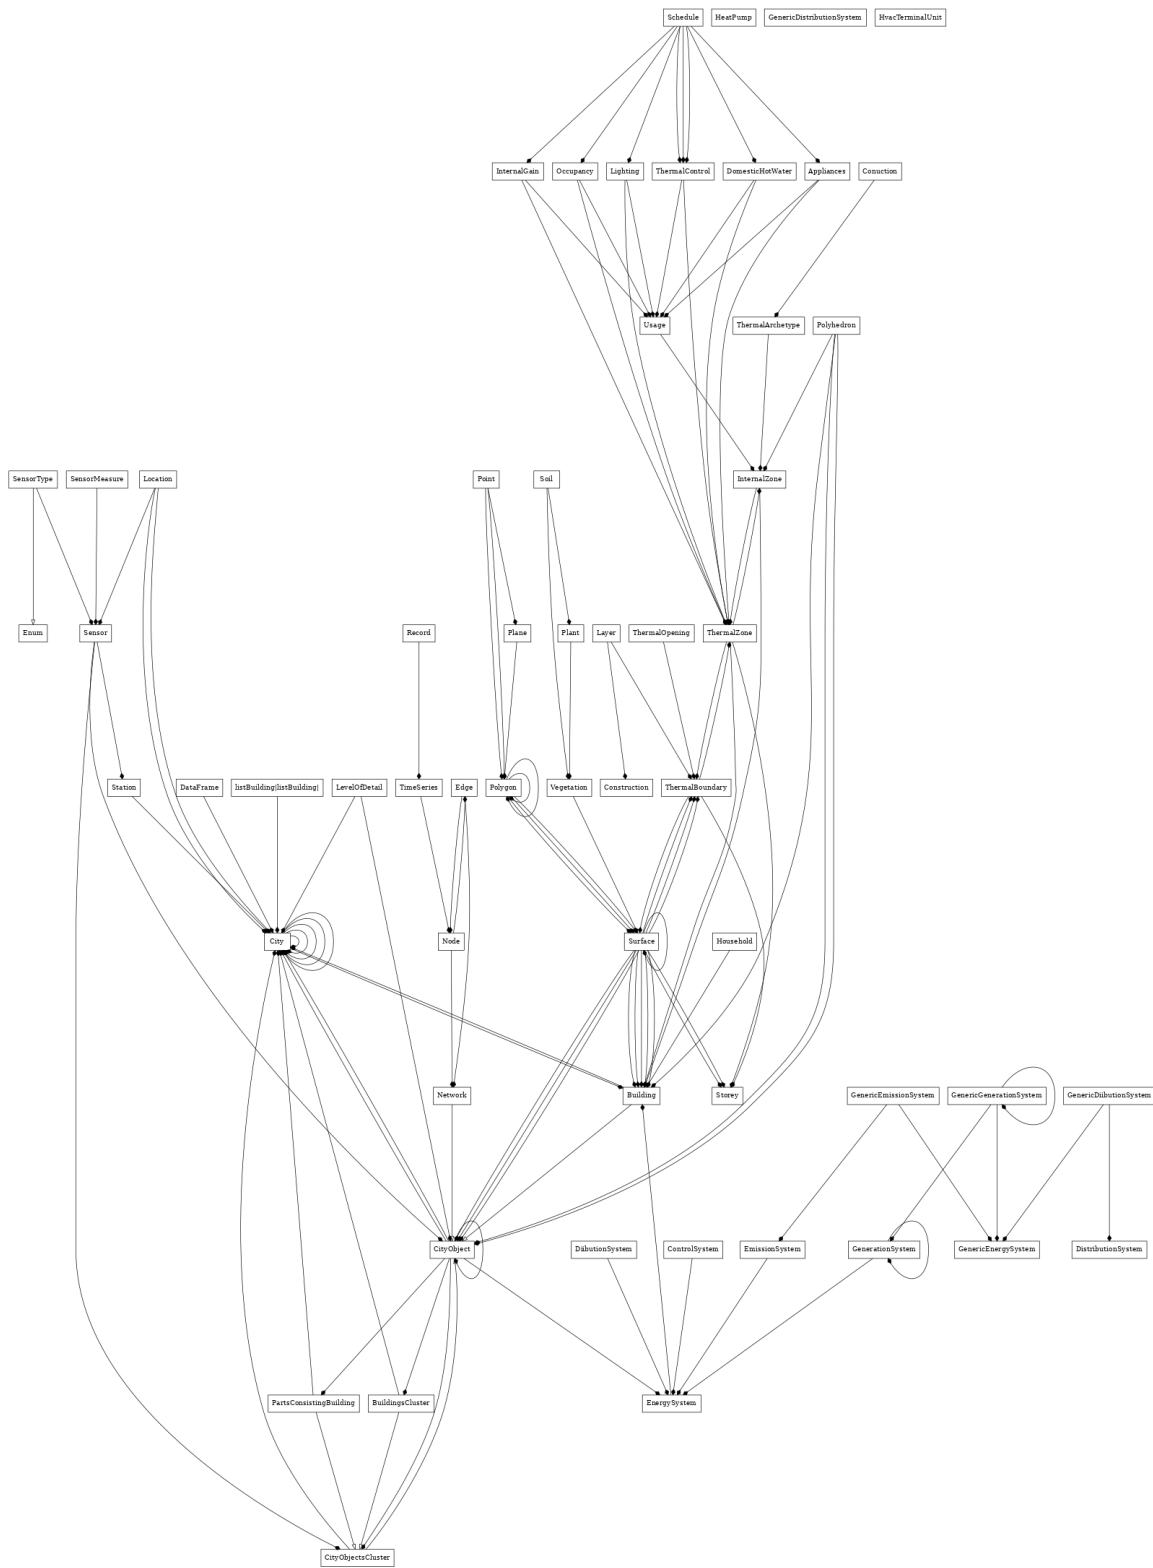 Schedule
HeatPump
GenericDistributionSystem
HvacTerminalUnit
InternalGain
Occupancy
Lighting
ThermalControl
DomesticHotWater
Appliances
Conuction
Usage
ThermalArchetype
Polyhedron
SensorType
SensorMeasure
Location
Point
Soil
InternalZone
Enum
Sensor
Record
Plane
Plant
Layer
ThermalOpening
ThermalZone
Station
DataFrame
listBuilding|listBuilding|
LevelOfDetail
TimeSeries
Edge
Polygon
Vegetation
Construction
ThermalBoundary
City
Node
Surface
Household
Network
Building
Storey
GenericEmissionSystem
GenericGenerationSystem
GenericDiibutionSystem
CityObject
DiibutionSystem
ControlSystem
EmissionSystem
GenerationSystem
GenericEnergySystem
DistributionSystem
PartsConsistingBuilding
BuildingsCluster
EnergySystem
CityObjectsCluster